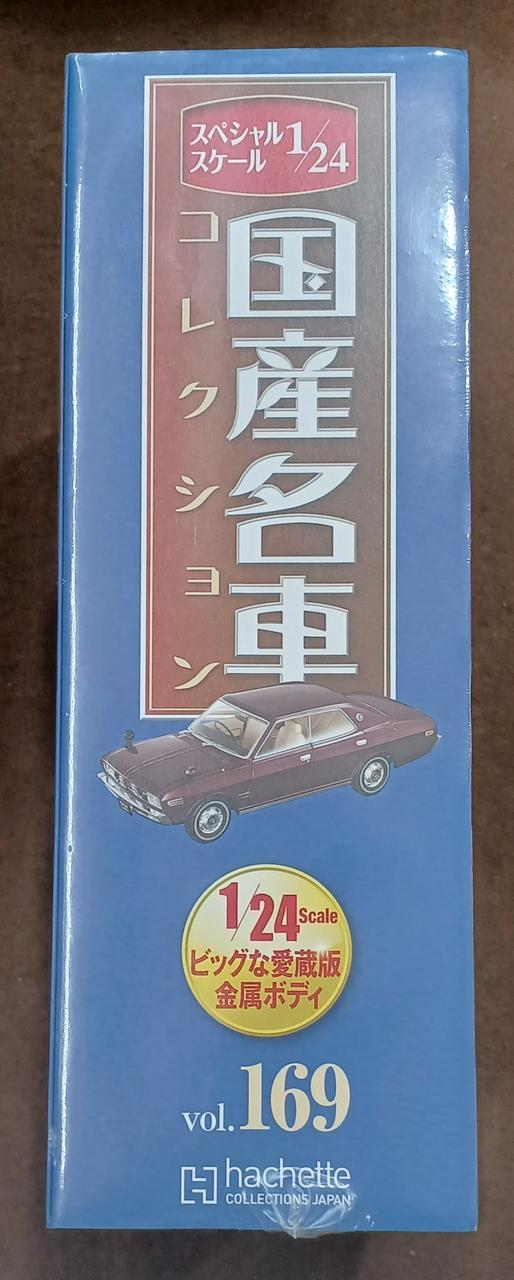 スペシャル
スケール 1/24
国産名車
コレクション
1/24 Scale
ビッグな愛蔵版
金属ボディ
vol.169
hachette
COLLECTIONS JAPAN